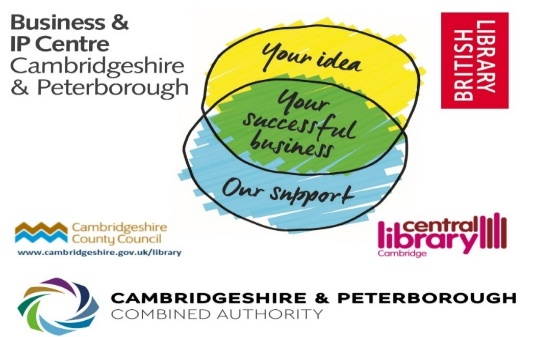 Business &
IP Centre
Cambridgeshire
& Peterborough
Your idea
Your
successful
business
Our support
BRITISH
LIBRARY
Cambridgeshire
County Council
www.cambridgeshire.gov.uk/library
central
library
Cambridge
CAMBRIDGESHIRE & PETERBOROUGH
COMBINED AUTHORITY